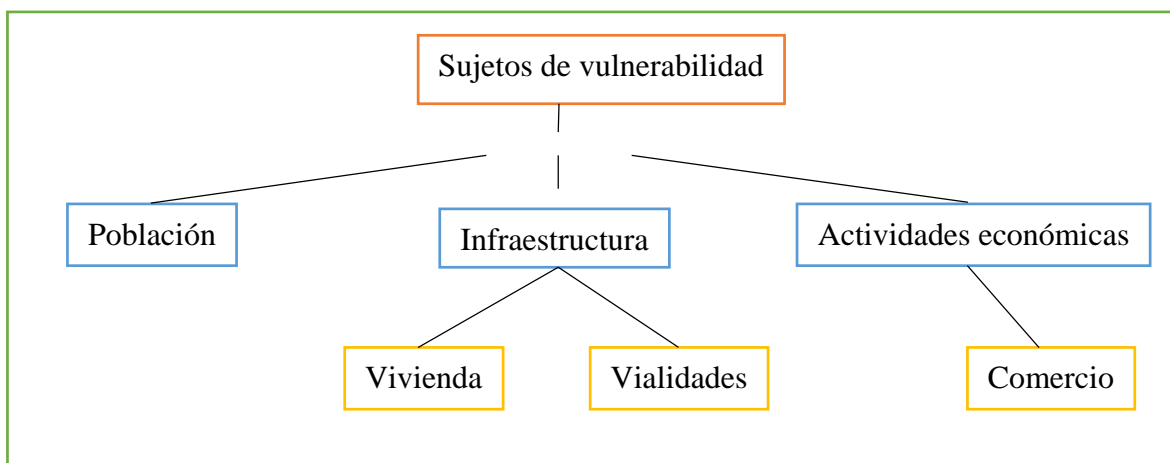 Sujetos de vulnerabilidad
Población
Infraestructura
Actividades económicas
Vivienda
Vialidades
Comercio